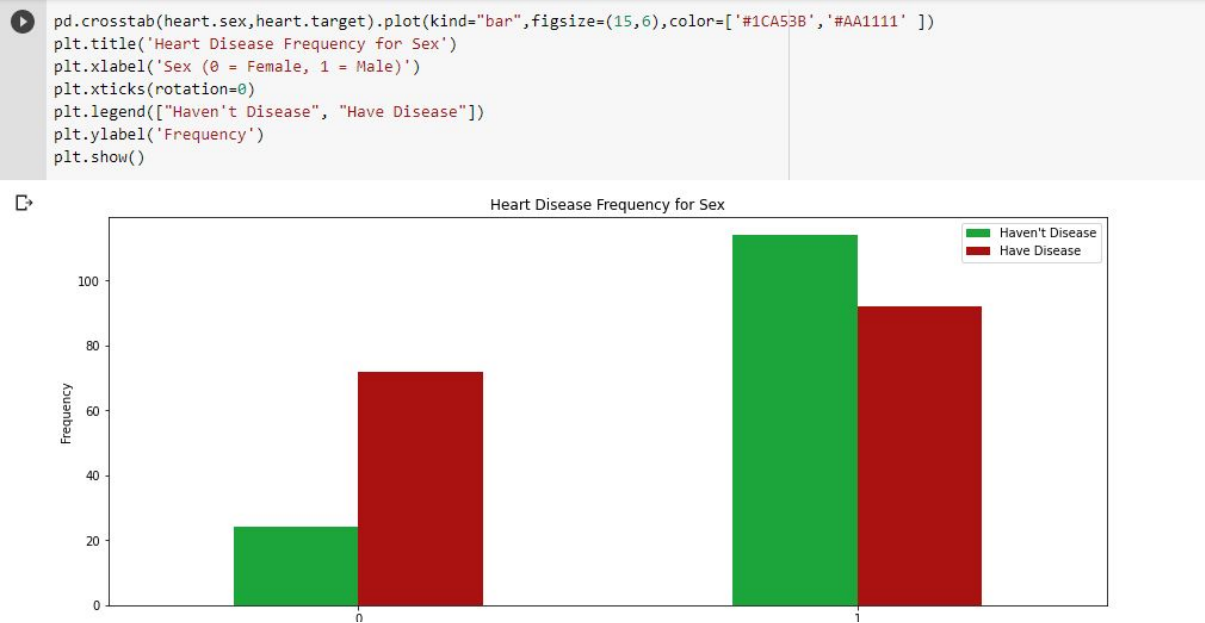 pd.crosstab(heart.sex,heart.target).plot(kind="bar",figsize=(15,6),color=['#1CA53B','#AA1111' ])
plt.title('Heart Disease Frequency for Sex')
plt.xlabel('Sex (0 = Female, 1 = Male)')
plt.xticks(rotation=0)
plt.legend(["Haven't Disease", "Have Disease"])
plt.ylabel('Frequency')
plt.show()
Heart Disease Frequency for Sex
Haven't Disease
Have Disease
100
80
60
40
20
0
Frequency
0
1